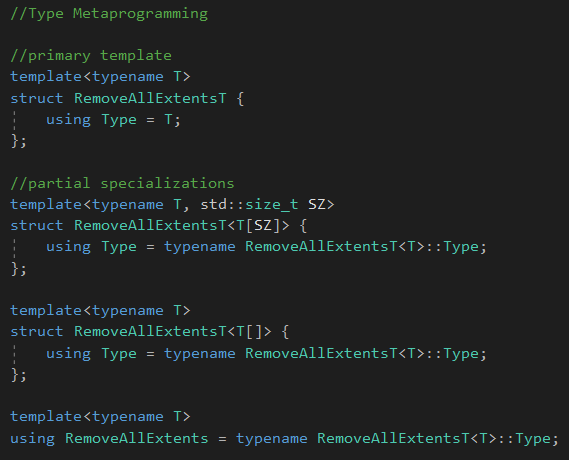 //Type Metaprogramming
//primary template
template<typename T>
struct RemoveAllExtentsT {
using Type = T;
};
//partial specializations
template<typename T, std::size_t SZ>
struct RemoveAllExtentsT<T[SZ]> {
using Type = typename RemoveAllExtentsT<T>::Type;
};
template<typename T>
struct RemoveAllExtentsT<T[]> {
using Type = typename RemoveAllExtentsT<T>::Type;
};
template<typename T>
using RemoveAllExtents = typename RemoveAllExtentsT<T>::Type;